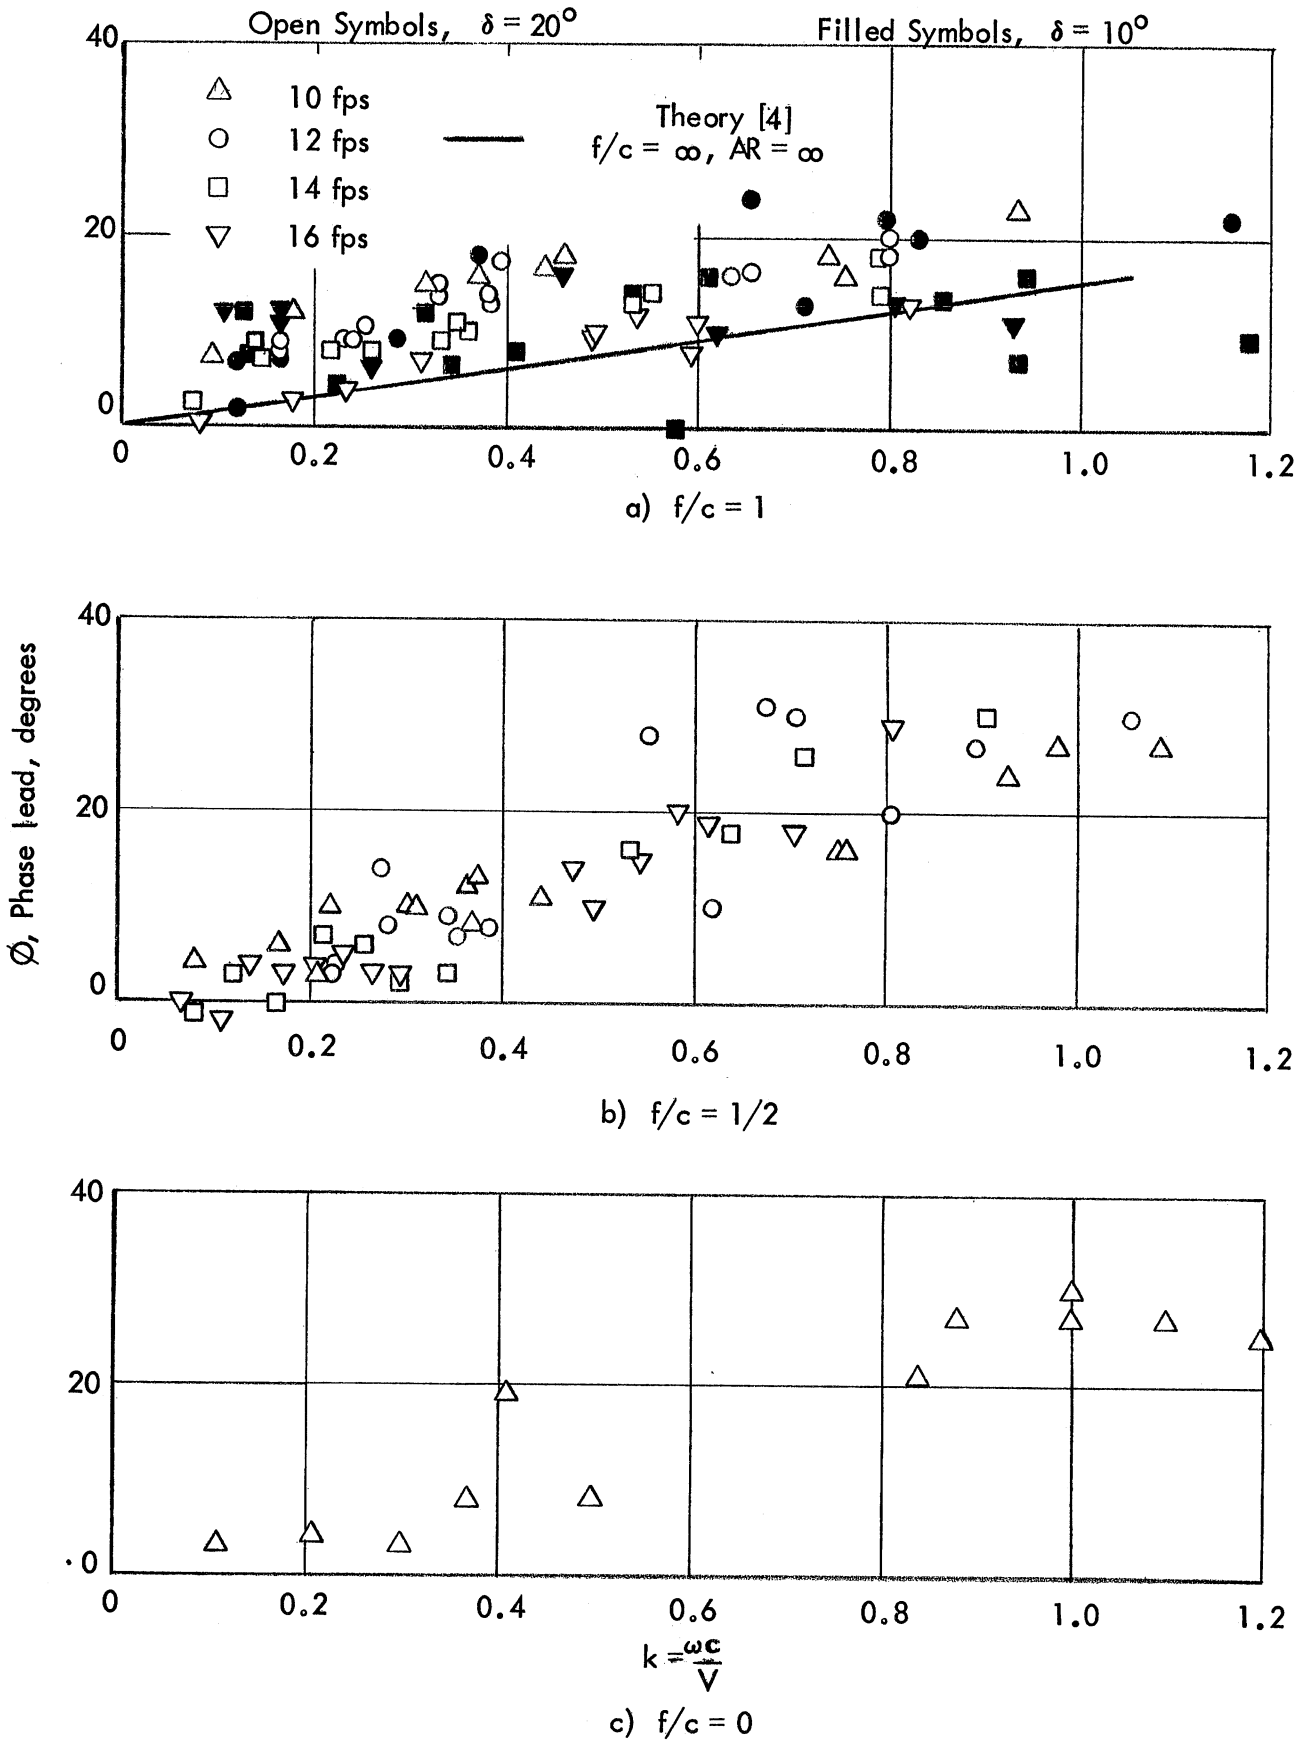 Open Symbols, δ = 20° Filled Symbols, δ = 10°
40
10 fps
12 fps
14 fps
16 fps
Theory [4]
f/c = ∞, AR = ∞
20
0
0 0.2 0.4 0.6 0.8 1.0 1.2
a) f/c = 1
Ø, Phase lead, degrees
40
20
0
0 0.2 0.4 0.6 0.8 1.0 1.2
b) f/c = 1/2
40
20
0
0 0.2 0.4 0.6 0.8 1.0 1.2
k = ωc/V
c) f/c = 0